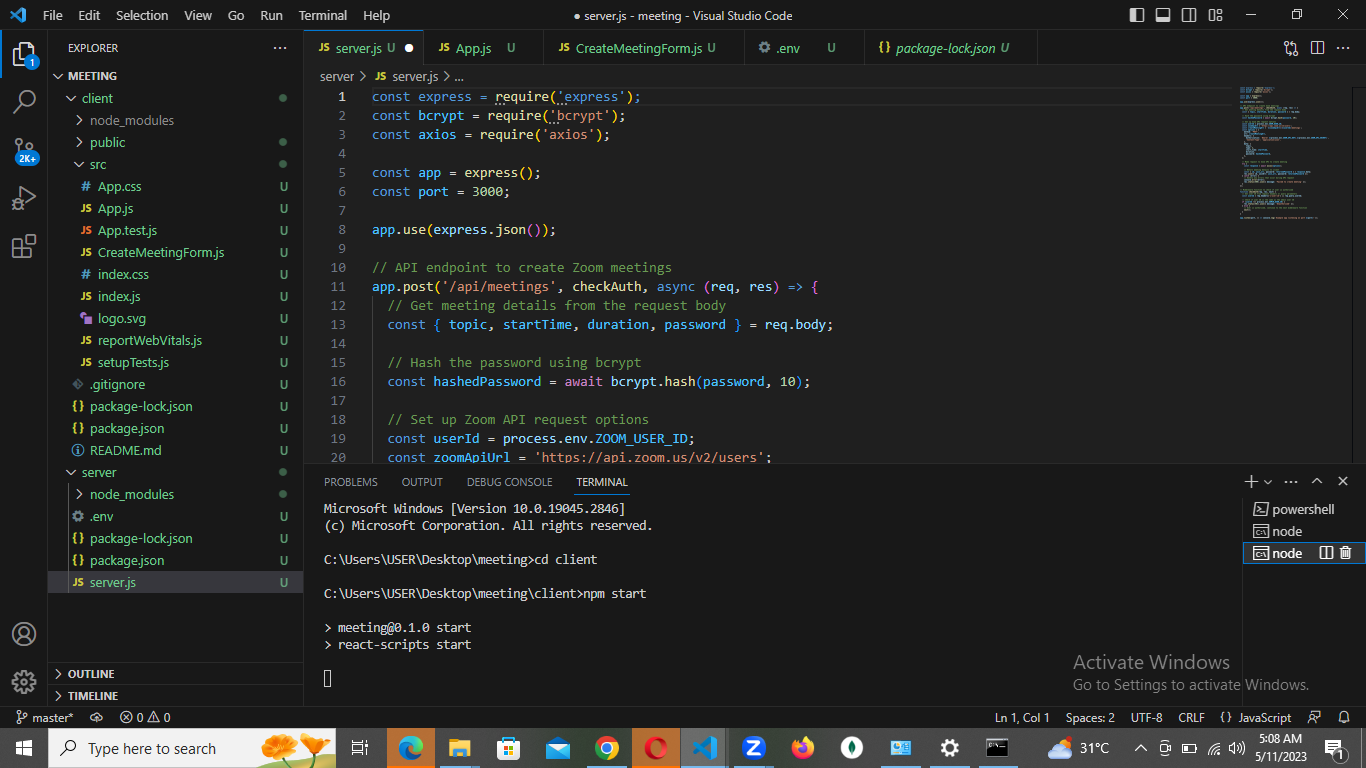 File Edit Selection View Go Run Terminal Help
● server.js - meeting - Visual Studio Code
EXPLORER
MEETING
client
node_modules
public
src
# App.css U
JS App.js U
JS App.test.js U
JS CreateMeetingForm.js U
# index.css U
JS index.js U
logo.svg U
JS reportWebVitals.js U
JS setupTests.js U
.gitignore U
{} package-lock.json U
{} package.json U
README.md U
server
node_modules
.env U
{} package-lock.json U
{} package.json U
JS server.js U
OUTLINE
TIMELINE
1
2K+
JS server.js U ●
JS App.js U
JS CreateMeetingForm.js U
.env U
{} package-lock.json U
server > JS server.js > ...
1 const express = require('express');
2 const bcrypt = require('bcrypt');
3 const axios = require('axios');
4
5 const app = express();
6 const port = 3000;
7
8 app.use(express.json());
9
10 // API endpoint to create Zoom meetings
11 app.post('/api/meetings', checkAuth, async (req, res) => {
12 // Get meeting details from the request body
13 const { topic, startTime, duration, password } = req.body;
14
15 // Hash the password using bcrypt
16 const hashedPassword = await bcrypt.hash(password, 10);
17
18 // Set up Zoom API request options
19 const userId = process.env.ZOOM_USER_ID;
20 const zoomApiUrl = 'https://api.zoom.us/v2/users';
PROBLEMS OUTPUT DEBUG CONSOLE TERMINAL
Microsoft Windows [Version 10.0.19045.2846]
(c) Microsoft Corporation. All rights reserved.
C:\Users\USER\Desktop\meeting>cd client
C:\Users\USER\Desktop\meeting\client>npm start
> meeting@0.1.0 start
> react-scripts start
powershell
node
node
Activate Windows
Go to Settings to activate Windows.
master* 0 0
Ln 1, Col 1 Spaces: 2 UTF-8 CRLF {} JavaScript
Type here to search
31°C
5:08 AM
5/11/2023
1